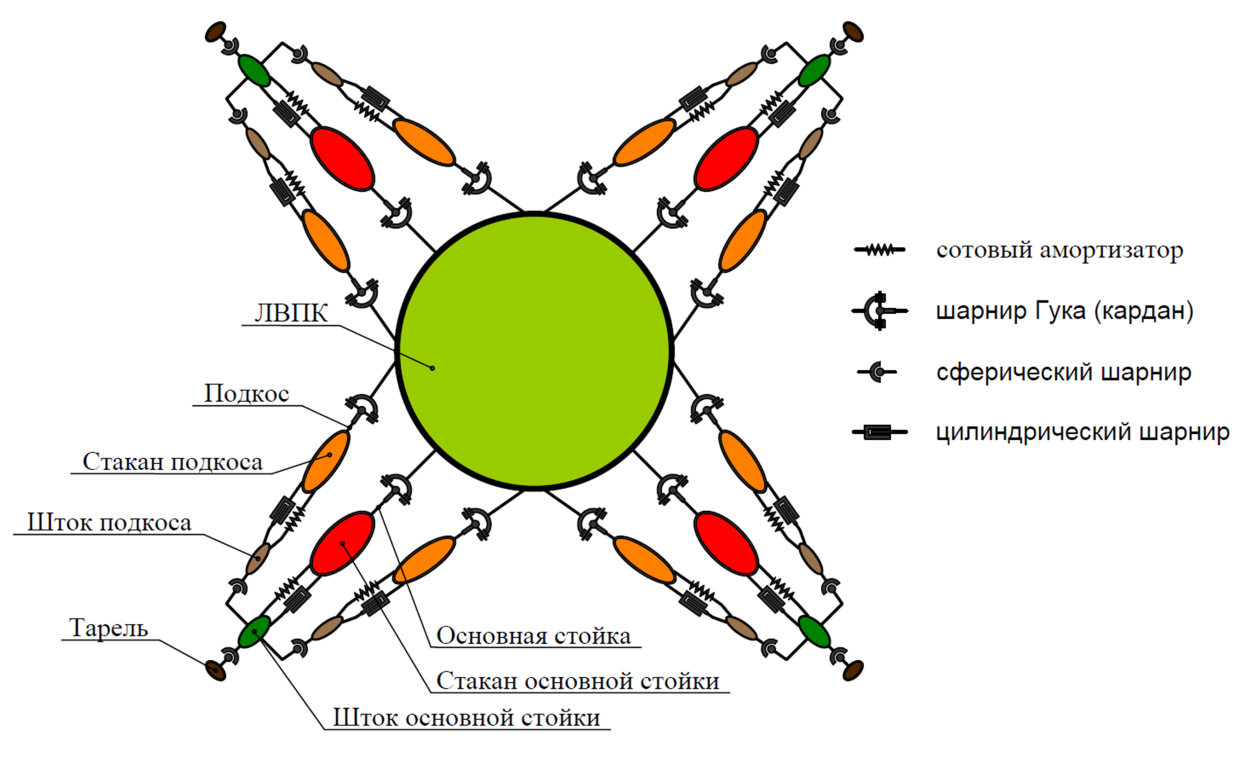 сотовый амортизатор
шарнир Гука (кардан)
ЛВПК
сферический шарнир
Подкос
цилиндрический шарнир
Стакан подкоса
Шток подкоса
Тарель
Основная стойка
Стакан основной стойки
Шток основной стойки